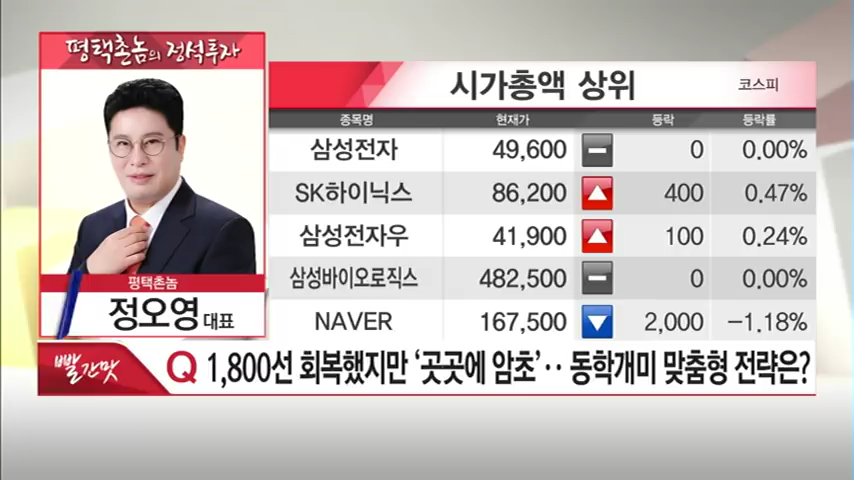 평택촌놈의 정석투자
평택촌놈
정오영 대표
시가총액 상위 코스피
종목명 현재가 등락 등락률
삼성전자 49,600 0 0.00%
SK하이닉스 86,200 400 0.47%
삼성전자우 41,900 100 0.24%
삼성바이오로직스 482,500 0 0.00%
NAVER 167,500 2,000 -1.18%
빨간맛 Q 1,800선 회복했지만 ‘곳곳에 암초’‥ 동학개미 맞춤형 전략은?